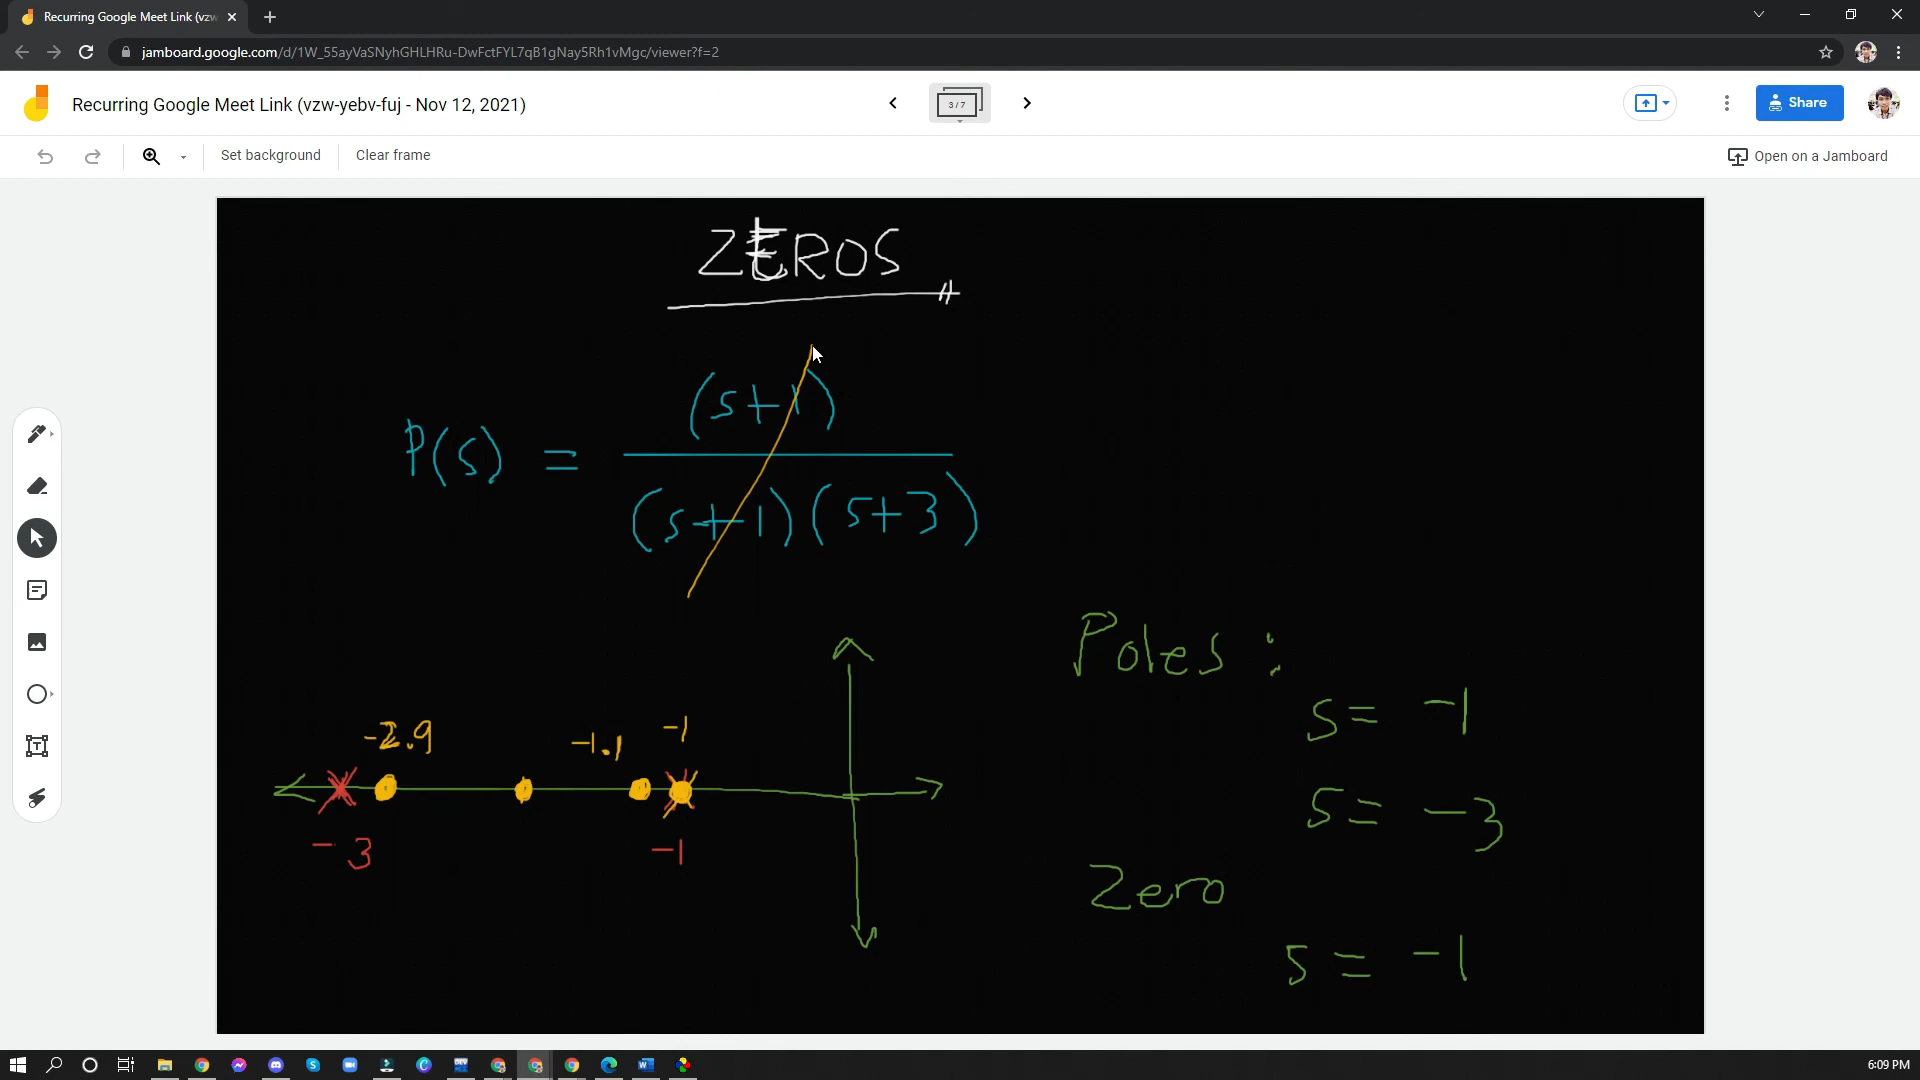 Recurring Google Meet Link (vzw
jamboard.google.com/d/1W_55ayVaSNyhGHLHRu-DwFctFYL7qB1gNay5Rh1vMgc/viewer?f=2
Recurring Google Meet Link (vzw-yebv-fuj - Nov 12, 2021)
3 / 7
Share
Set background
Clear frame
Open on a Jamboard
ZEROS
(s+1)
P(s) =
(s+1)(s+3)
Poles :
s= -1
-2.9
-1.1
-1
s= -3
-3
-1
Zero
s = -1
6:09 PM